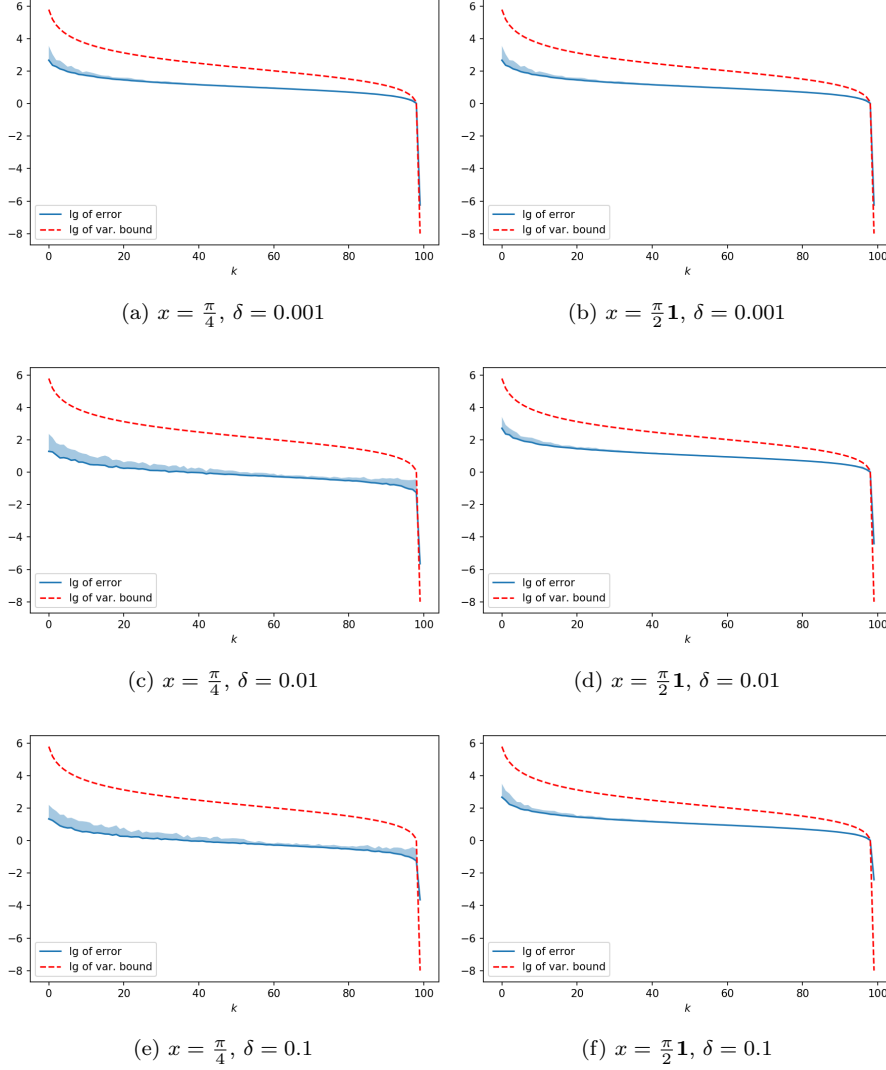 6
4
2
0
−2
−4
−6
−8
lg of error
lg of var. bound
0 20 40 60 80 100
k
6
4
2
0
−2
−4
−6
−8
lg of error
lg of var. bound
0 20 40 60 80 100
k
(a) x = π/4, δ = 0.001
(b) x = π/2 𝟏, δ = 0.001
6
4
2
0
−2
−4
−6
−8
lg of error
lg of var. bound
0 20 40 60 80 100
k
6
4
2
0
−2
−4
−6
−8
lg of error
lg of var. bound
0 20 40 60 80 100
k
(c) x = π/4, δ = 0.01
(d) x = π/2 𝟏, δ = 0.01
6
4
2
0
−2
−4
−6
−8
lg of error
lg of var. bound
0 20 40 60 80 100
k
6
4
2
0
−2
−4
−6
−8
lg of error
lg of var. bound
0 20 40 60 80 100
k
(e) x = π/4, δ = 0.1
(f) x = π/2 𝟏, δ = 0.1